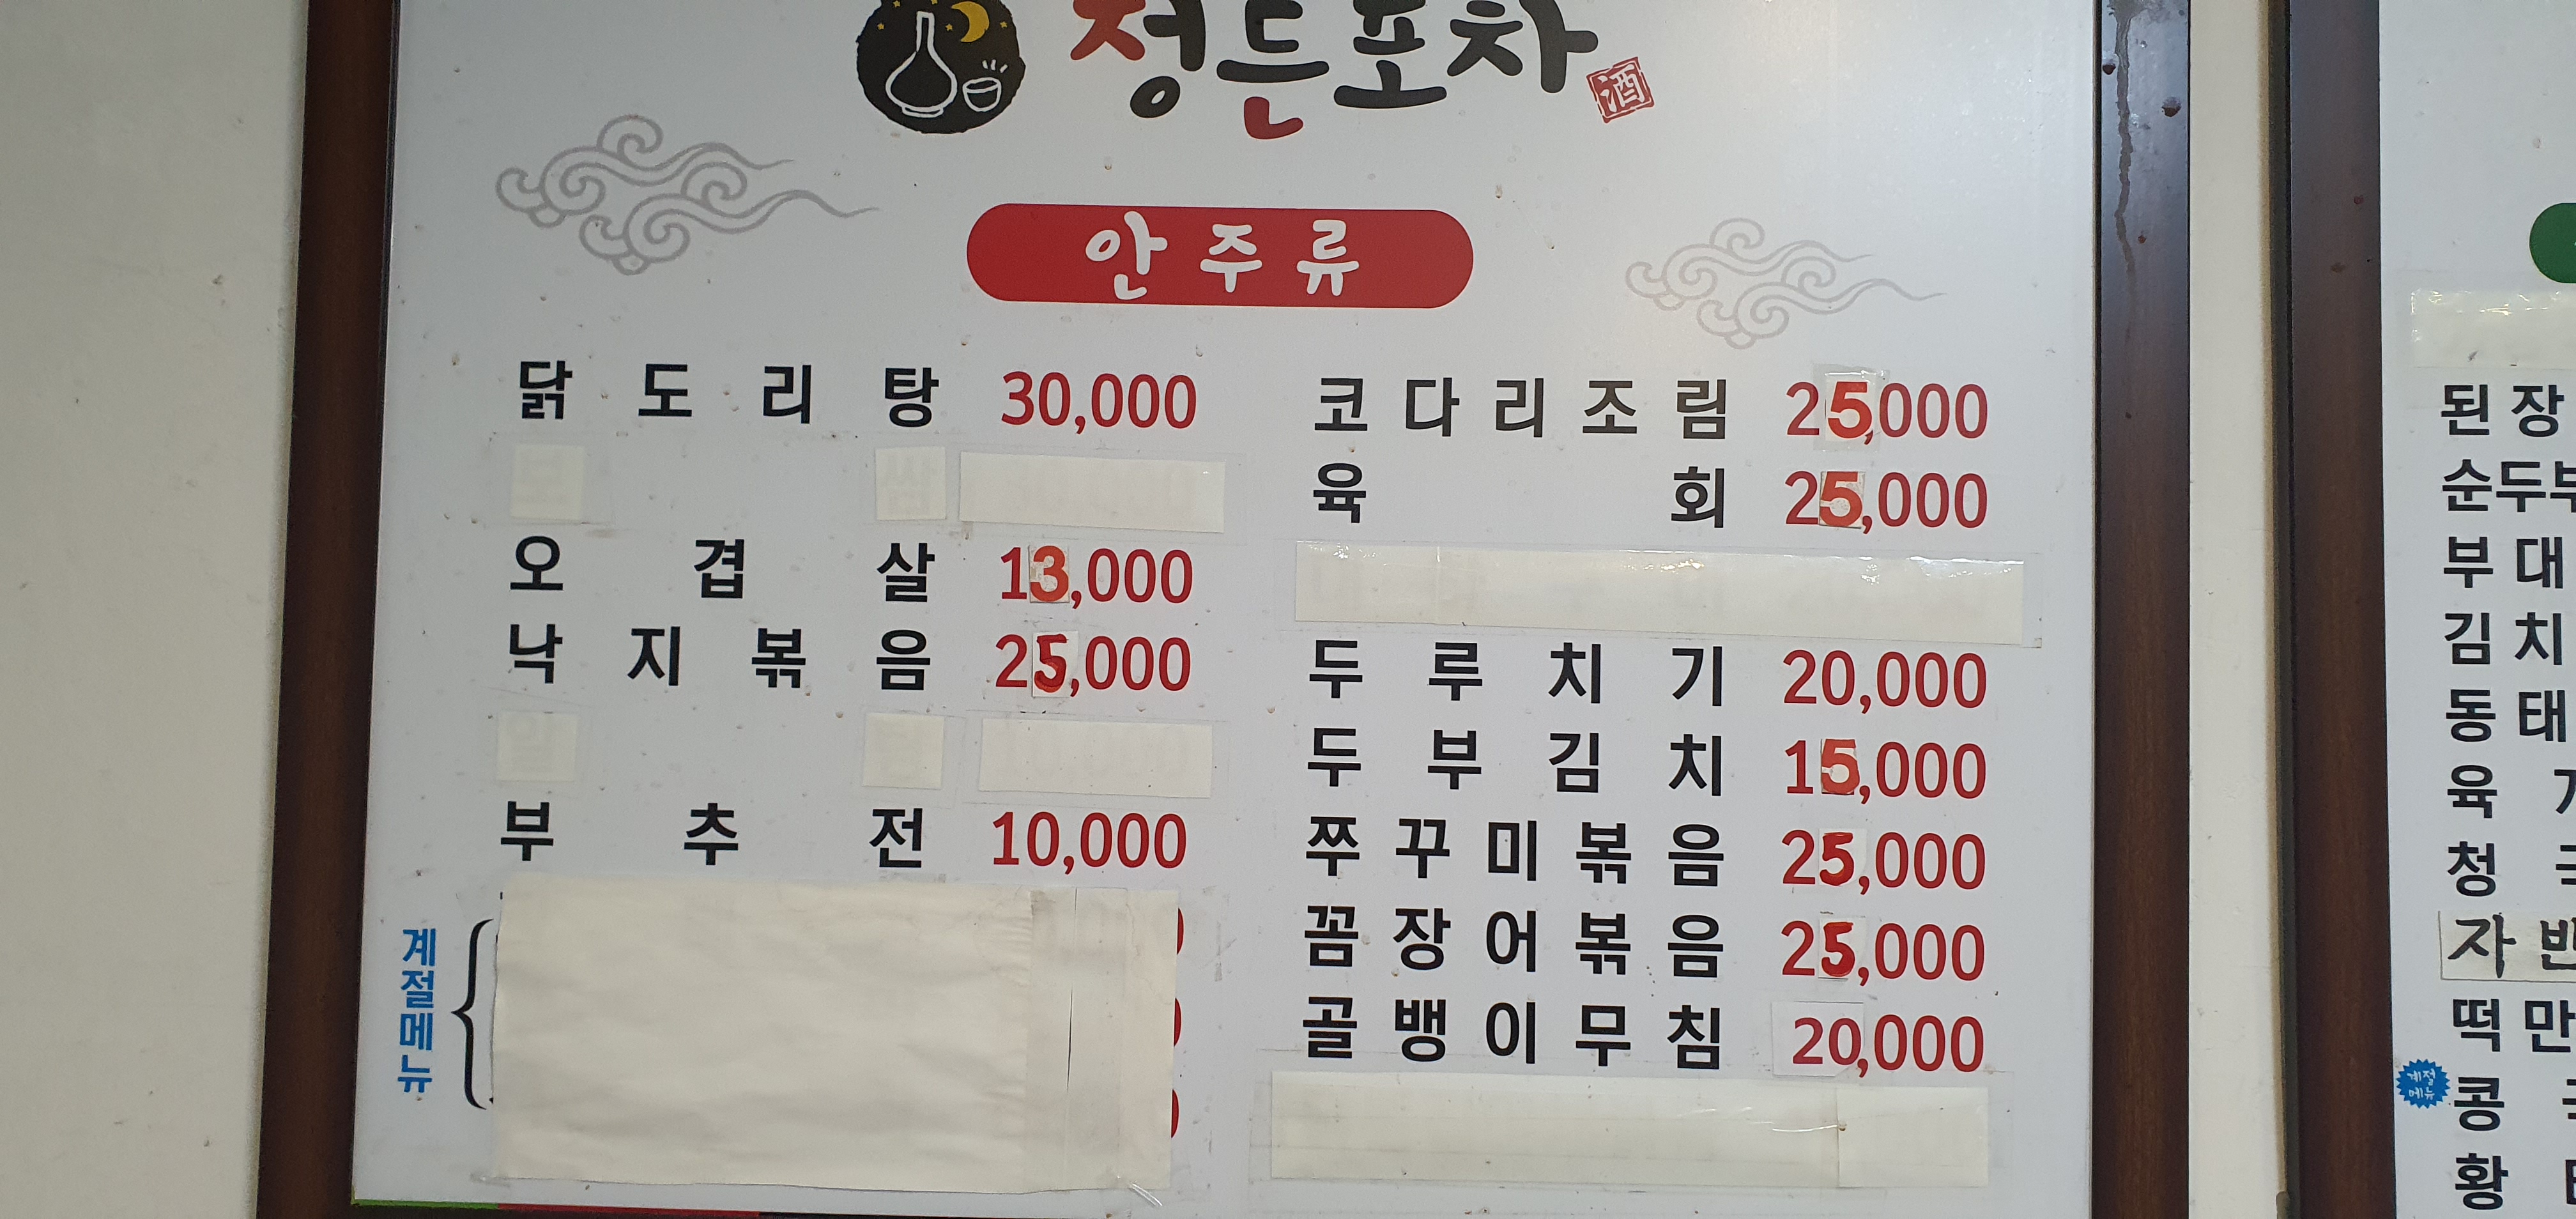 정든포차
酒
안주류
닭도리탕 30,000
오겹살 13,000
낙지볶음 25,000
부추전 10,000
계절메뉴
코다리조림 25,000
육회 25,000
두루치기 20,000
두부김치 15,000
쭈꾸미볶음 25,000
꼼장어볶음 25,000
골뱅이무침 20,000
된장
순두부
부대
김치
동태
육
청
자반
떡만
계절메뉴
콩
황